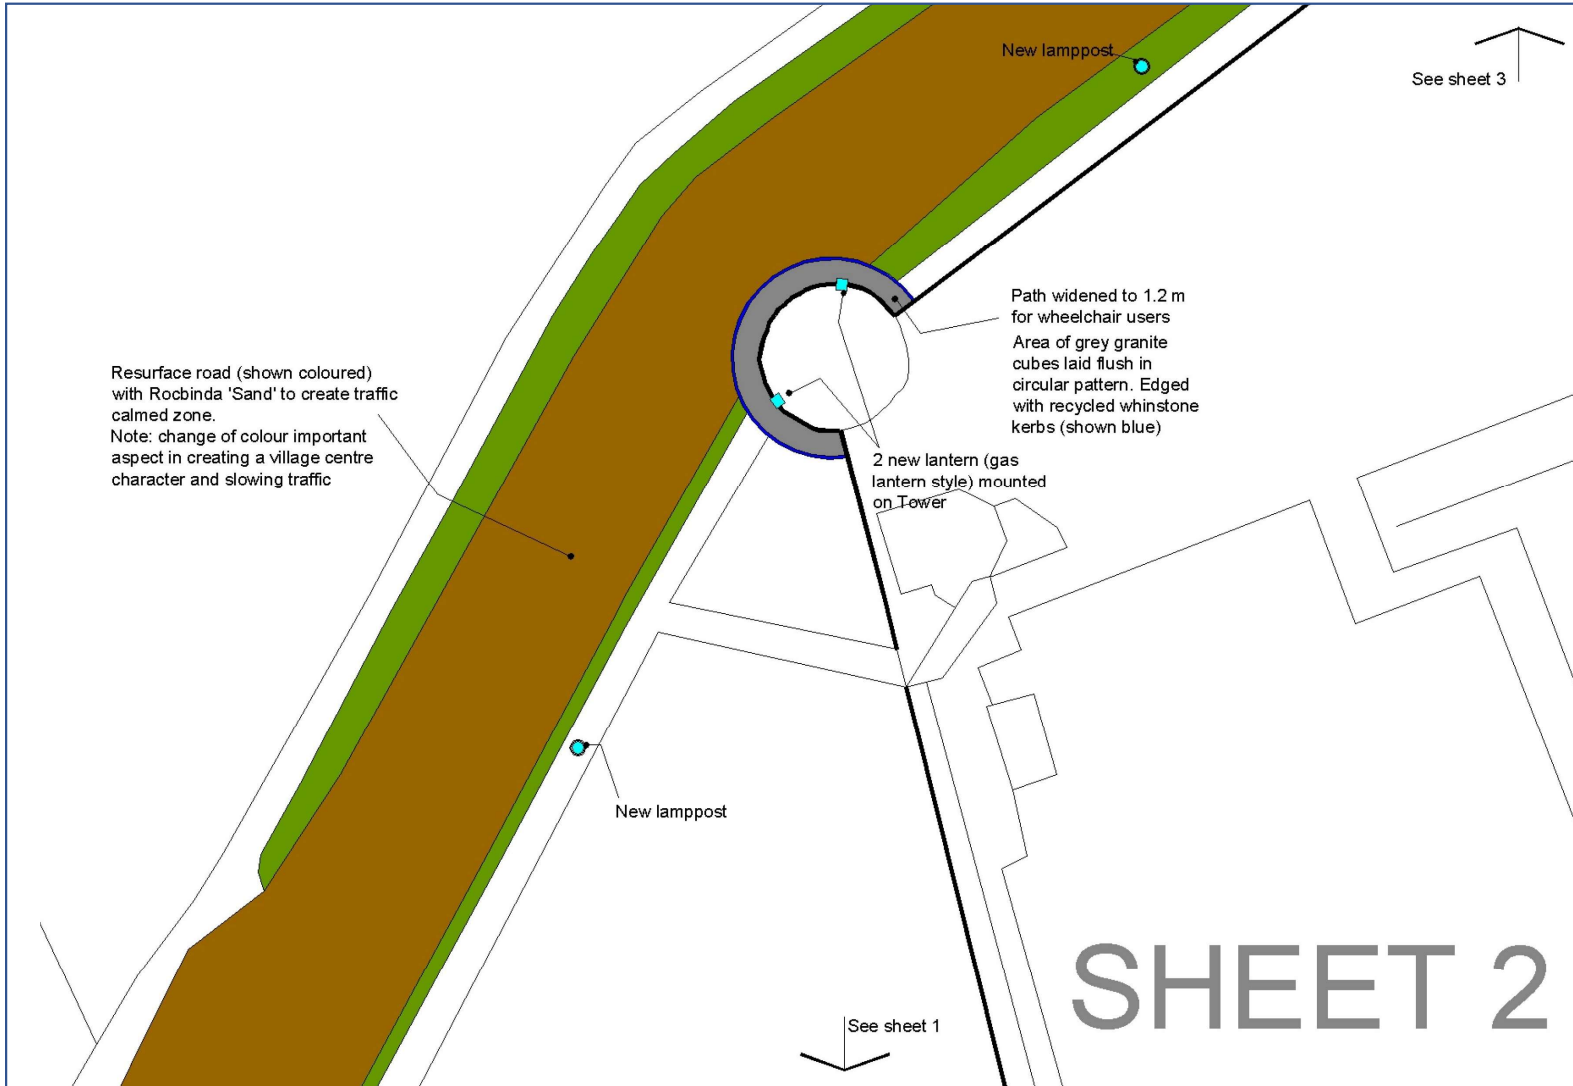 New lamppost
See sheet 3
Path widened to 1.2 m
for wheelchair users
Area of grey granite
cubes laid flush in
circular pattern. Edged
with recycled whinstone
kerbs (shown blue)
Resurface road (shown coloured)
with Rocbinda 'Sand' to create traffic
calmed zone.
Note: change of colour important
aspect in creating a village centre
character and slowing traffic
2 new lantern (gas
lantern style) mounted
on Tower
New lamppost
SHEET 2
See sheet 1